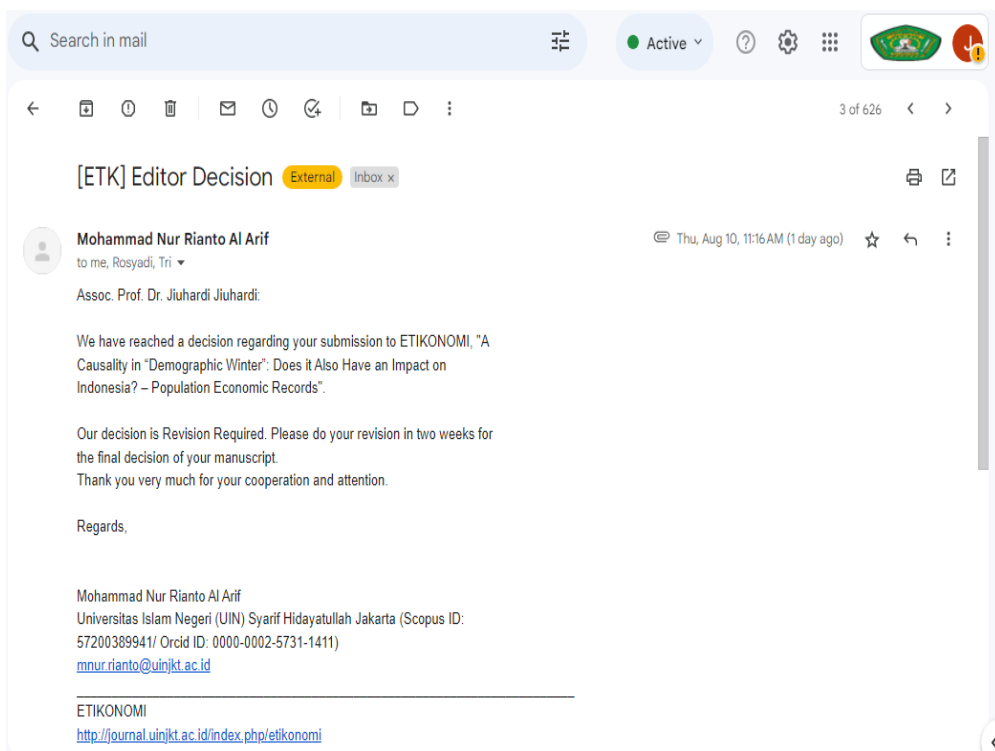 Search in mail
Active
J
3 of 626
[ETK] Editor Decision External Inbox x
Mohammad Nur Rianto Al Arif
Thu, Aug 10, 11:16 AM (1 day ago)
to me, Rosyadi, Tri
Assoc. Prof. Dr. Jiuhardi Jiuhardi:
We have reached a decision regarding your submission to ETIKONOMI, "A
Causality in “Demographic Winter”: Does it Also Have an Impact on
Indonesia? – Population Economic Records".
Our decision is Revision Required. Please do your revision in two weeks for
the final decision of your manuscript.
Thank you very much for your cooperation and attention.
Regards,
Mohammad Nur Rianto Al Arif
Universitas Islam Negeri (UIN) Syarif Hidayatullah Jakarta (Scopus ID:
57200389941/ Orcid ID: 0000-0002-5731-1411)
mnur.rianto@uinjkt.ac.id
ETIKONOMI
http://journal.uinjkt.ac.id/index.php/etikonomi